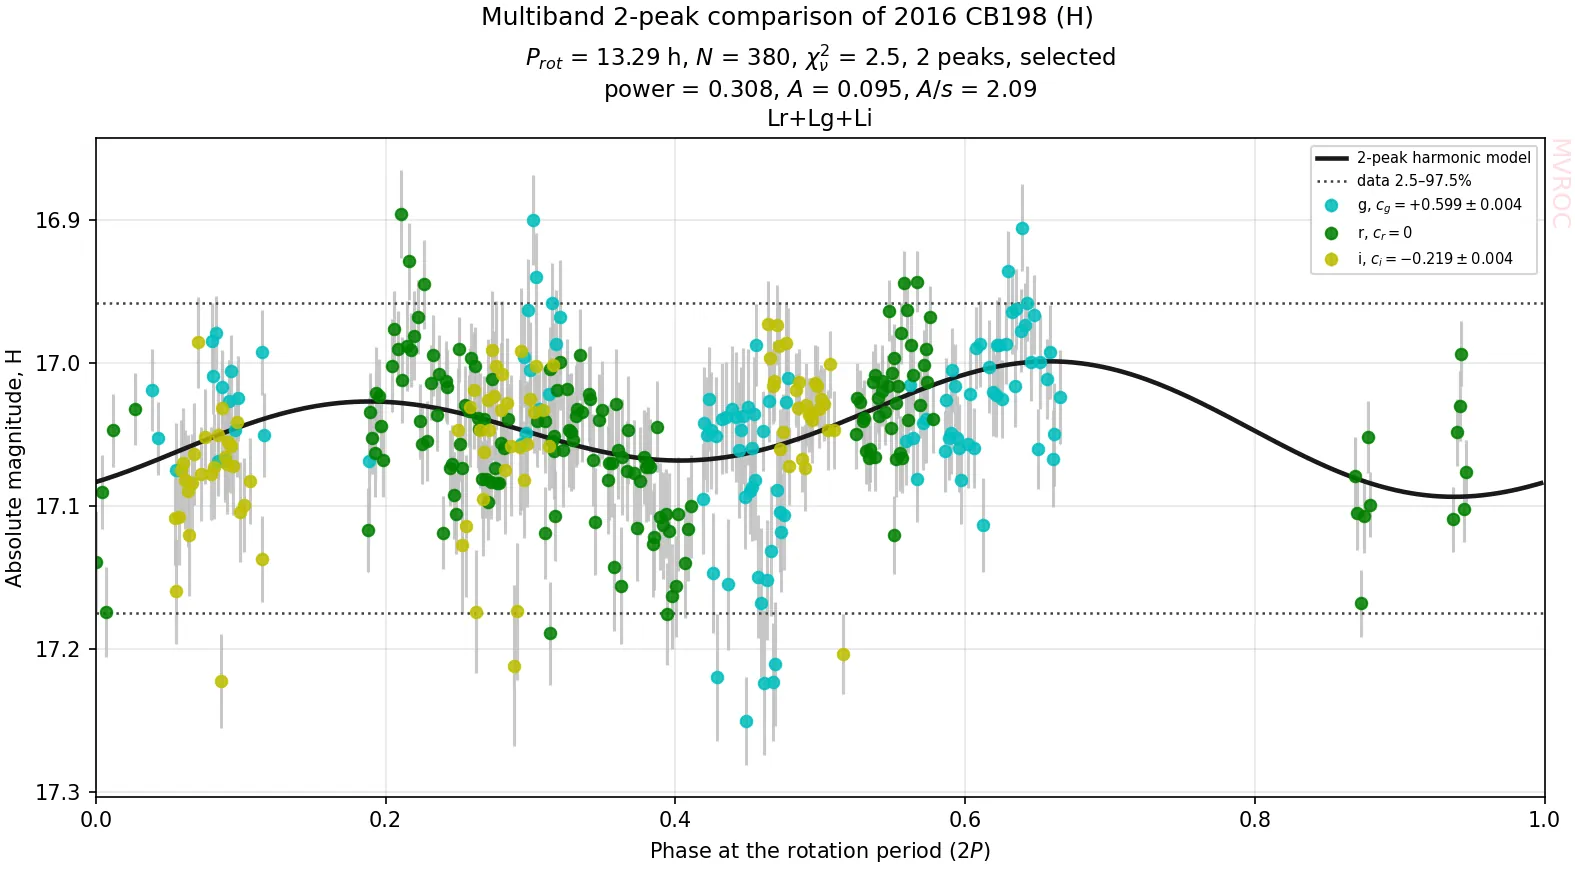 Multiband 2-peak comparison of 2016 CB198 (H)
P_rot = 13.29 h, N = 380, χ²_ν = 2.5, 2 peaks, selected
power = 0.308, A = 0.095, A/s = 2.09
Lr+Lg+Li
MVROC
2-peak harmonic model
data 2.5–97.5%
g, c_g = +0.599 ± 0.004
r, c_r = 0
i, c_i = −0.219 ± 0.004
Absolute magnitude, H
16.9
17.0
17.1
17.2
17.3
0.0 0.2 0.4 0.6 0.8 1.0
Phase at the rotation period (2P)